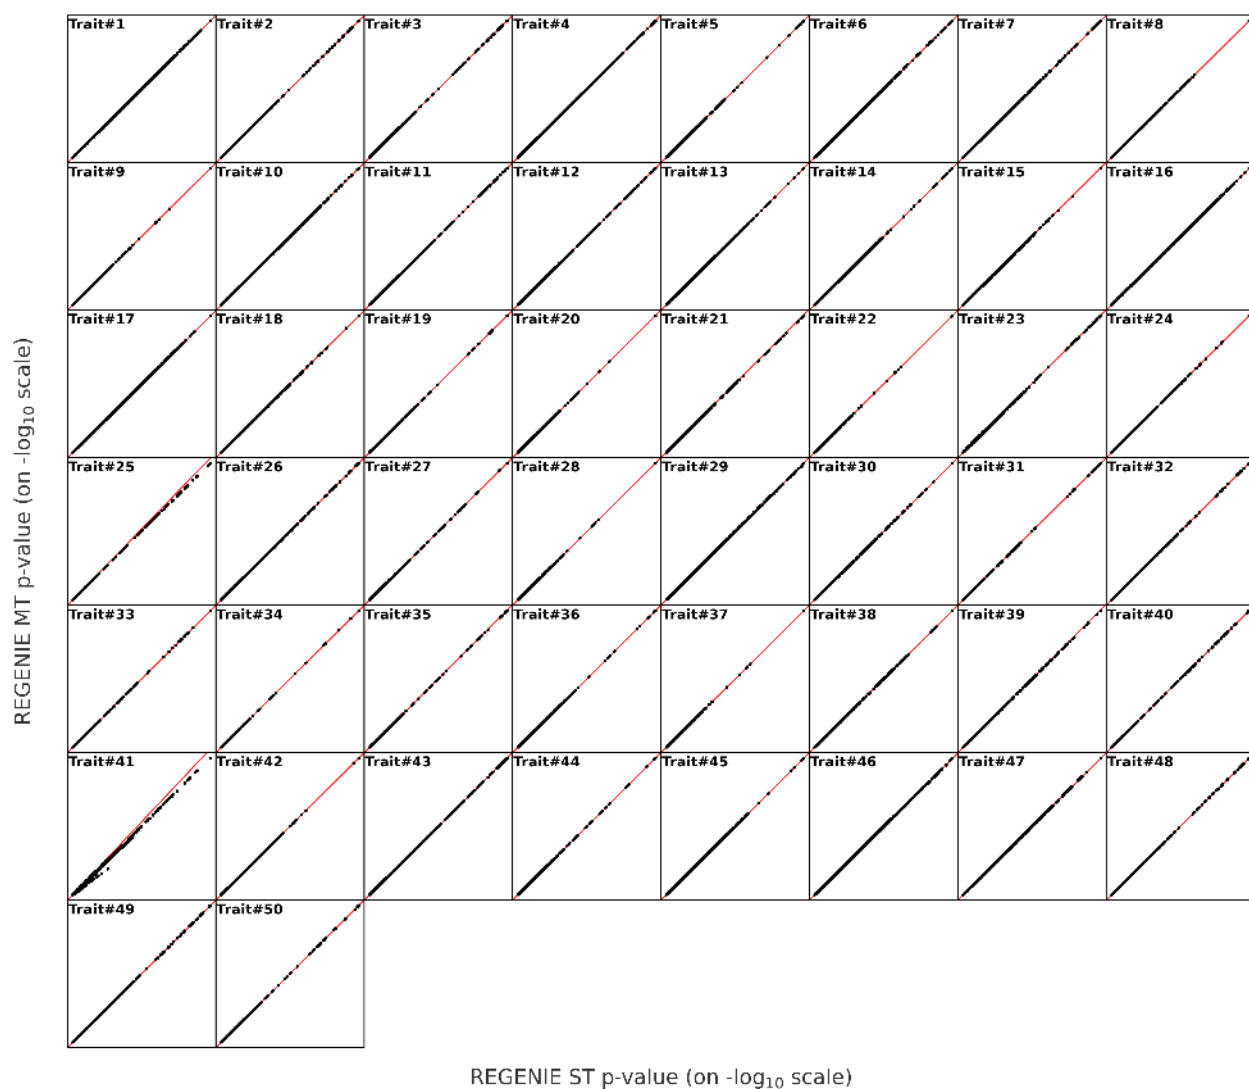 Trait#1 Trait#2 Trait#3 Trait#4 Trait#5 Trait#6 Trait#7 Trait#8
Trait#9 Trait#10 Trait#11 Trait#12 Trait#13 Trait#14 Trait#15 Trait#16
Trait#17 Trait#18 Trait#19 Trait#20 Trait#21 Trait#22 Trait#23 Trait#24
Trait#25 Trait#26 Trait#27 Trait#28 Trait#29 Trait#30 Trait#31 Trait#32
Trait#33 Trait#34 Trait#35 Trait#36 Trait#37 Trait#38 Trait#39 Trait#40
Trait#41 Trait#42 Trait#43 Trait#44 Trait#45 Trait#46 Trait#47 Trait#48
Trait#49 Trait#50
REGENIE MT p-value (on -log₁₀ scale)
REGENIE ST p-value (on -log₁₀ scale)